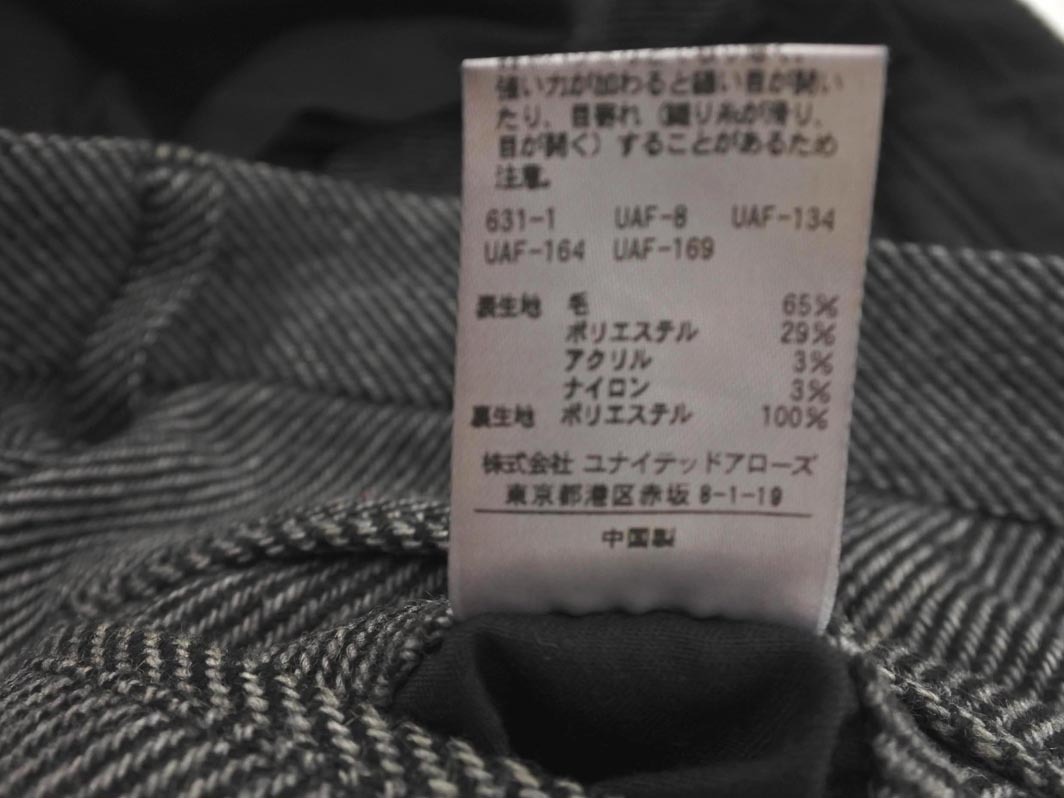 強い力が加わると縫い目が開い
たり、目寄れ（織り糸が滑り、
目が開く）することがあるため
注意。
631-1 UAF-8 UAF-134
UAF-164 UAF-169
表生地 毛 65%
ポリエステル 29%
アクリル 3%
ナイロン 3%
裏生地 ポリエステル 100%
株式会社 ユナイテッドアローズ
東京都港区赤坂 8-1-19
中国製